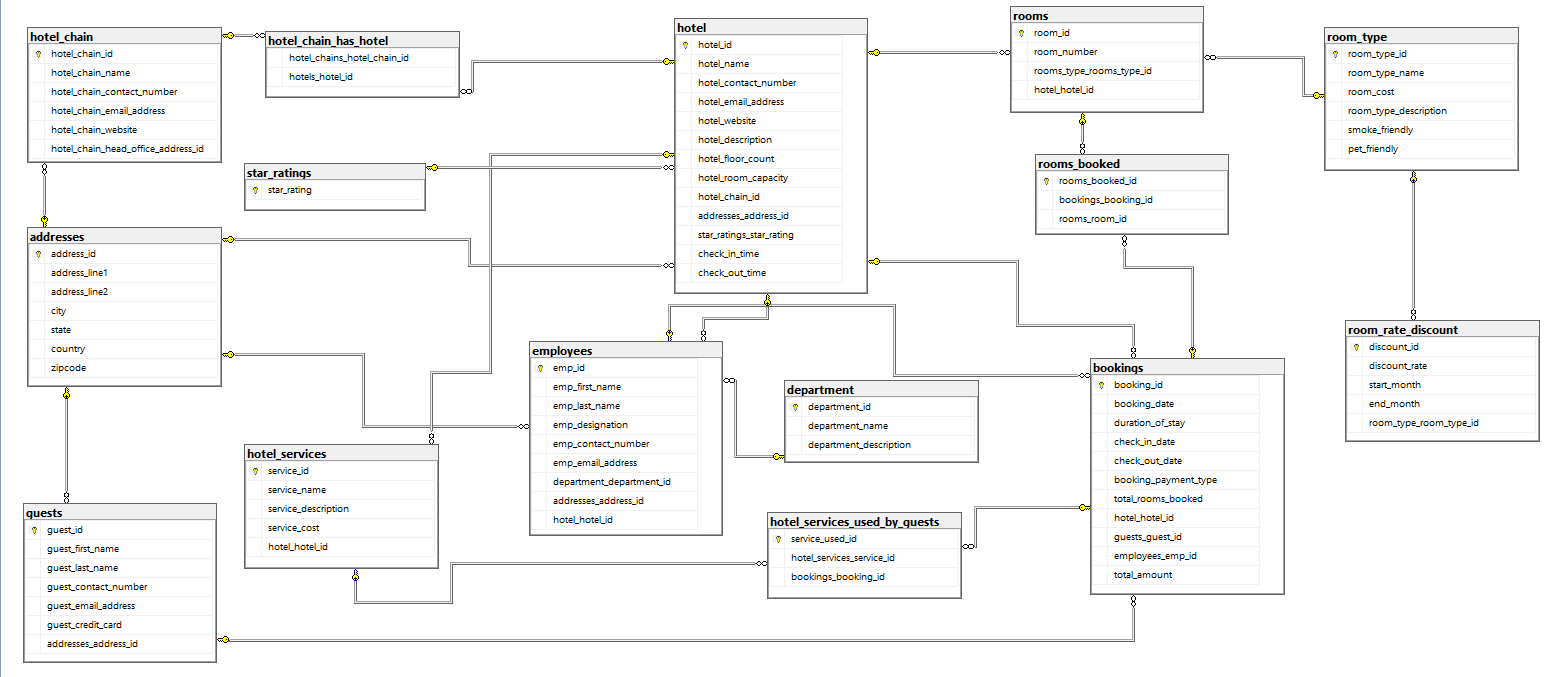 hotel_chain
hotel_chain_id
hotel_chain_name
hotel_chain_contact_number
hotel_chain_email_address
hotel_chain_website
hotel_chain_head_office_address_id
hotel_chain_has_hotel
hotel_chains_hotel_chain_id
hotels_hotel_id
hotel
hotel_id
hotel_name
hotel_contact_number
hotel_email_address
hotel_website
hotel_description
hotel_floor_count
hotel_room_capacity
hotel_chain_id
addresses_address_id
star_ratings_star_rating
check_in_time
check_out_time
rooms
room_id
room_number
rooms_type_rooms_type_id
hotel_hotel_id
room_type
room_type_id
room_type_name
room_cost
room_type_description
smoke_friendly
pet_friendly
star_ratings
star_rating
rooms_booked
rooms_booked_id
bookings_booking_id
rooms_room_id
addresses
address_id
address_line1
address_line2
city
state
country
zipcode
room_rate_discount
discount_id
discount_rate
start_month
end_month
room_type_room_type_id
employees
emp_id
emp_first_name
emp_last_name
emp_designation
emp_contact_number
emp_email_address
department_department_id
addresses_address_id
hotel_hotel_id
department
department_id
department_name
department_description
bookings
booking_id
booking_date
duration_of_stay
check_in_date
check_out_date
booking_payment_type
total_rooms_booked
hotel_hotel_id
guests_guest_id
employees_emp_id
total_amount
hotel_services
service_id
service_name
service_description
service_cost
hotel_hotel_id
guests
guest_id
guest_first_name
guest_last_name
guest_contact_number
guest_email_address
guest_credit_card
addresses_address_id
hotel_services_used_by_guests
service_used_id
hotel_services_service_id
bookings_booking_id